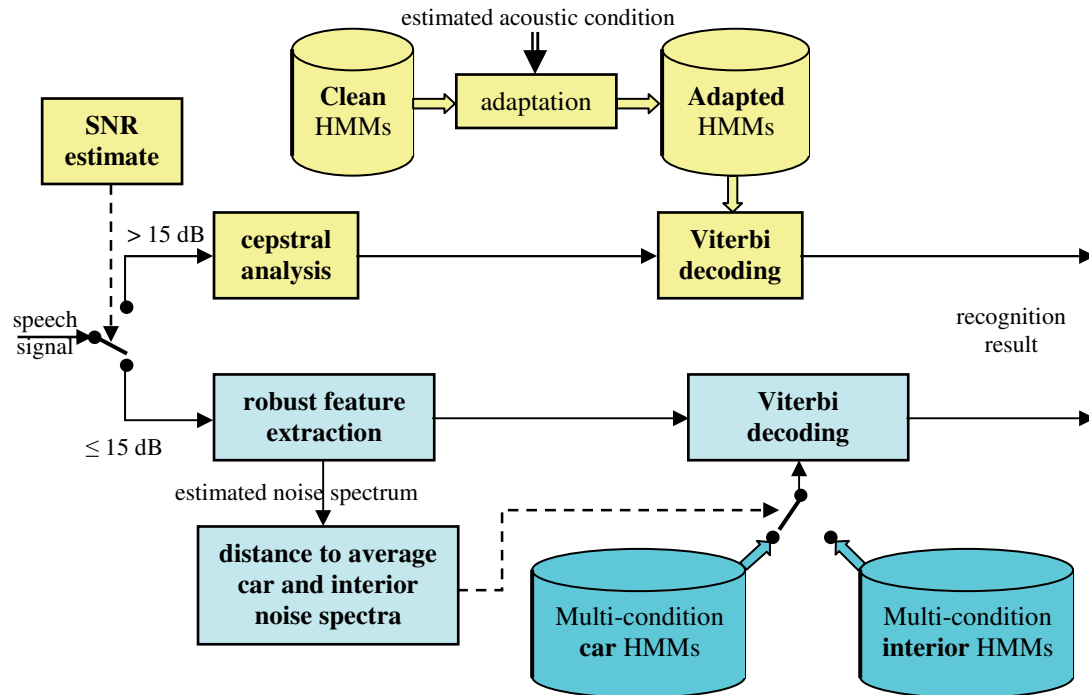 estimated acoustic condition
Clean
HMMs
adaptation
Adapted
HMMs
SNR
estimate
> 15 dB
cepstral
analysis
Viterbi
decoding
speech
signal
recognition
result
≤ 15 dB
robust feature
extraction
Viterbi
decoding
estimated noise spectrum
distance to average
car and interior
noise spectra
Multi-condition
car HMMs
Multi-condition
interior HMMs